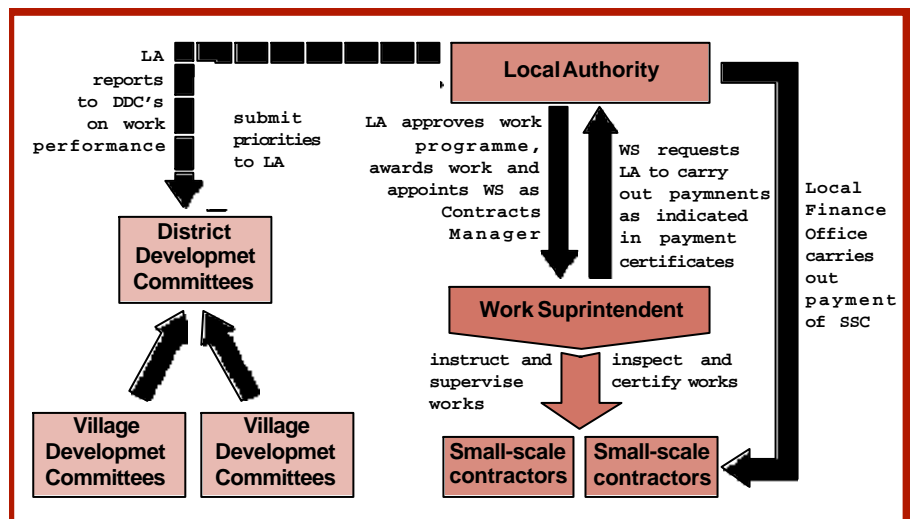 LA
reports
to DDC's
on work
performance
submit
priorities
to LA
Local Authority
LA approves work
programme,
awards work and
appoints WS as
Contracts
Manager
WS requests
LA to carry
out paymnents
as indicated
in payment
certificates
Local
Finance
Office
carries
out
payment
of SSC
District
Developmet
Committees
Work Suprintendent
instruct and
supervise
works
inspect and
certify works
Village
Developmet
Committees
Village
Developmet
Committees
Small-scale
contractors
Small-scale
contractors